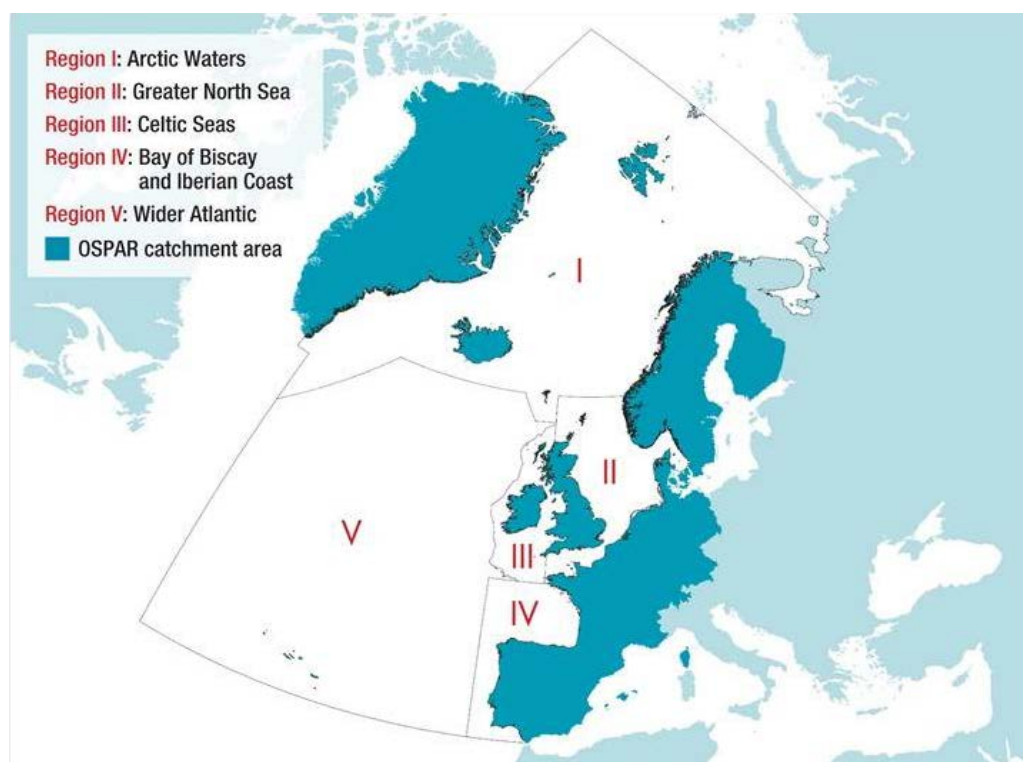 Region I: Arctic Waters
Region II: Greater North Sea
Region III: Celtic Seas
Region IV: Bay of Biscay
and Iberian Coast
Region V: Wider Atlantic
OSPAR catchment area
I
II
V
III
IV